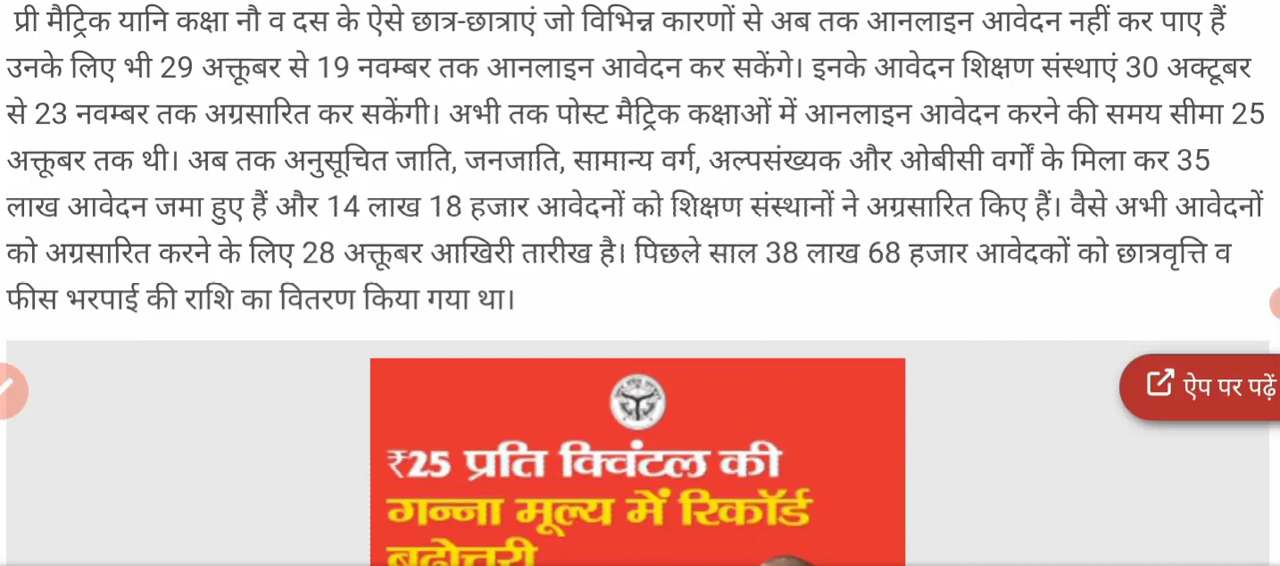 प्री मैट्रिक यानि कक्षा नौ व दस के ऐसे छात्र-छात्राएं जो विभिन्न कारणों से अब तक आनलाइन आवेदन नहीं कर पाए हैं
उनके लिए भी 29 अक्तूबर से 19 नवम्बर तक आनलाइन आवेदन कर सकेंगे। इनके आवेदन शिक्षण संस्थाएं 30 अक्टूबर
से 23 नवम्बर तक अग्रसारित कर सकेंगी। अभी तक पोस्ट मैट्रिक कक्षाओं में आनलाइन आवेदन करने की समय सीमा 25
अक्तूबर तक थी। अब तक अनुसूचित जाति, जनजाति, सामान्य वर्ग, अल्पसंख्यक और ओबीसी वर्गों के मिला कर 35
लाख आवेदन जमा हुए हैं और 14 लाख 18 हजार आवेदनों को शिक्षण संस्थानों ने अग्रसारित किए हैं। वैसे अभी आवेदनों
को अग्रसारित करने के लिए 28 अक्तूबर आखिरी तारीख है। पिछले साल 38 लाख 68 हजार आवेदकों को छात्रवृत्ति व
फीस भरपाई की राशि का वितरण किया गया था।
ऐप पर पढ़ें
₹25 प्रति क्विंटल की
गन्ना मूल्य में रिकॉर्ड
बढ़ोत्तरी